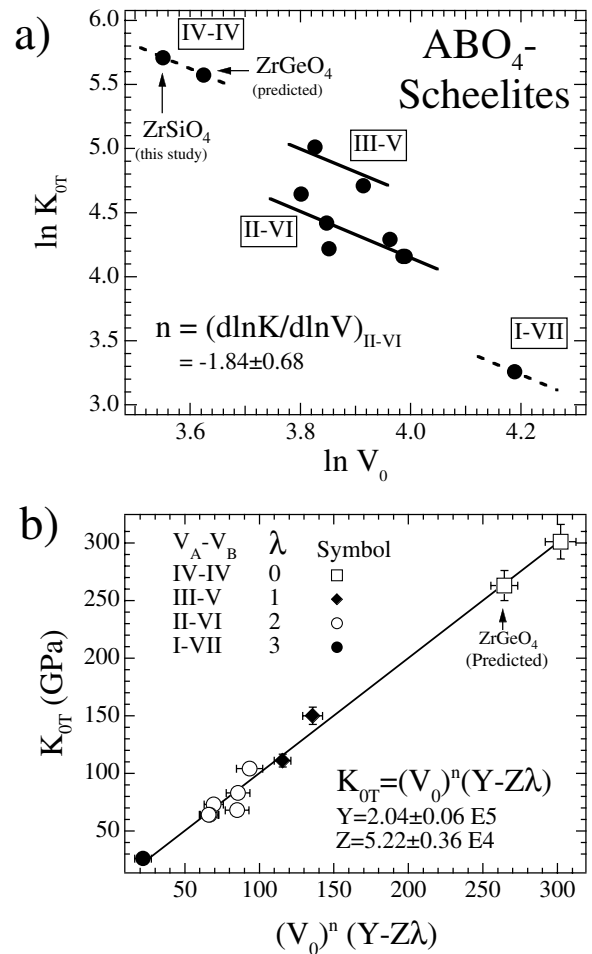 a)
IV-IV
ABO₄-
Scheelites
ZrGeO₄
(predicted)
ZrSiO₄
(this study)
III-V
II-VI
I-VII
n = (dlnK/dlnV)II-VI
= -1.84±0.68
ln K₀T
6.0
5.5
5.0
4.5
4.0
3.5
3.0
3.6
3.8
4.0
4.2
ln V₀
b)
V_A-V_B λ Symbol
IV-IV 0
III-V 1
II-VI 2
I-VII 3
ZrGeO₄
(Predicted)
K₀T=(V₀)ⁿ(Y-Zλ)
Y=2.04±0.06 E5
Z=5.22±0.36 E4
K₀T (GPa)
300
250
200
150
100
50
50
100
150
200
250
300
(V₀)ⁿ (Y-Zλ)